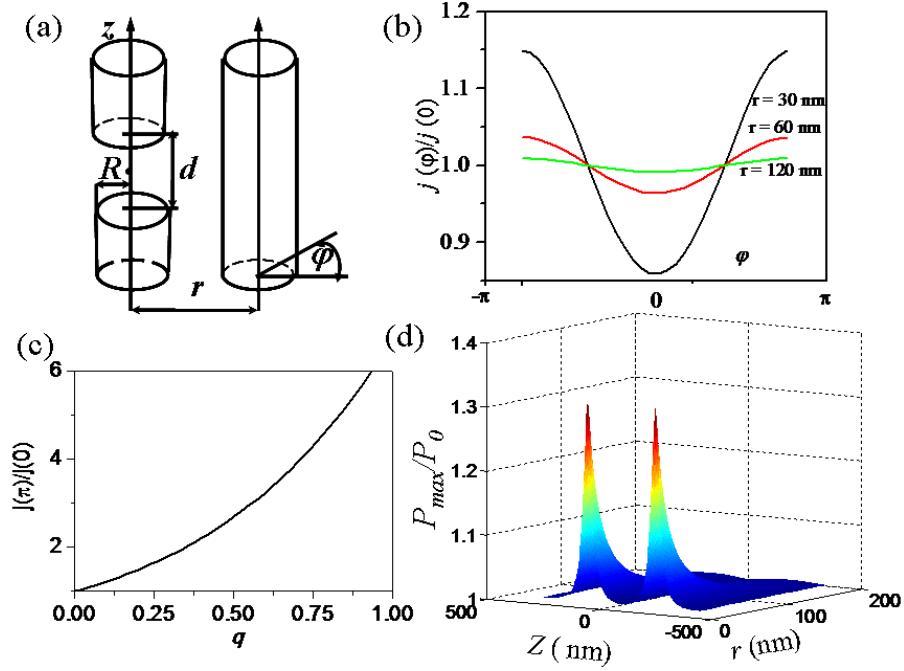 (a)
z
R
d
r
φ
(b)
j (φ)/j (0)
1.2
1.1
1.0
0.9
r = 30 nm
r = 60 nm
r = 120 nm
φ
-π
0
π
(c)
J(π)/J(0)
6
4
2
0.00
0.25
0.50
0.75
1.00
q
(d)
P_max/P_0
1.4
1.3
1.2
1.1
1
500
0
-500
Z ( nm)
0
100
200
r (nm)